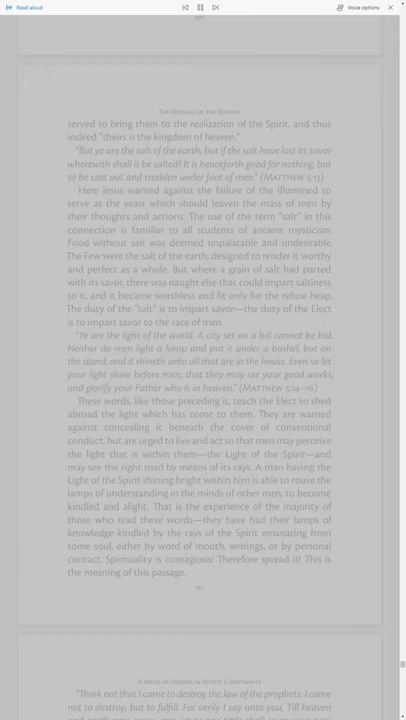 Read aloud
Voice options
The Message of the Master
served to bring them to the realization of the Spirit, and thus
indeed "theirs is the kingdom of heaven."
"But ye are the salt of the earth; but if the salt have lost its savor
wherewith shall it be salted? It is henceforth good for nothing, but
to be cast out and trodden under foot of men." (Matthew 5:13)
Here Jesus warned against the failure of the Illumined to
serve as the yeast which should leaven the mass of men by
their thoughts and actions. The use of the term "salt" in this
connection is familiar to all students of ancient mysticism.
Food without salt was deemed unpalatable and undesirable.
The Few were the salt of the earth, designed to render it worthy
and perfect as a whole. But where a grain of salt had parted
with its savor, there was naught else that could impart saltiness
to it, and it became worthless and fit only for the refuse heap.
The duty of the "salt" is to impart savor—the duty of the Elect
is to impart savor to the race of men.
"Ye are the light of the world. A city set on a hill cannot be hid.
Neither do men light a lamp and put it under a bushel, but on
the stand; and it shineth unto all that are in the house. Even so let
your light shine before men; that they may see your good works,
and glorify your Father who is in heaven." (Matthew 5:14–16)
These words, like those preceding it, teach the Elect to shed
abroad the light which has come to them. They are warned
against concealing it beneath the cover of conventional
conduct, but are urged to live and act so that men may perceive
the light that is within them—the Light of the Spirit—and
may see the right road by means of its rays. A man having the
Light of the Spirit shining bright within him is able to rouse the
lamps of understanding in the minds of other men, to become
kindled and alight. That is the experience of the majority of
those who read these words—they have had their lamps of
knowledge kindled by the rays of the Spirit emanating from
some soul, either by word of mouth, writings, or by personal
contact. Spirituality is contagious! Therefore spread it! This is
the meaning of this passage.
A Series of Lessons in Mystic Christianity
"Think not that I came to destroy the law of the prophets: I came
not to destroy, but to fulfill. For verily I say unto you, Till heaven